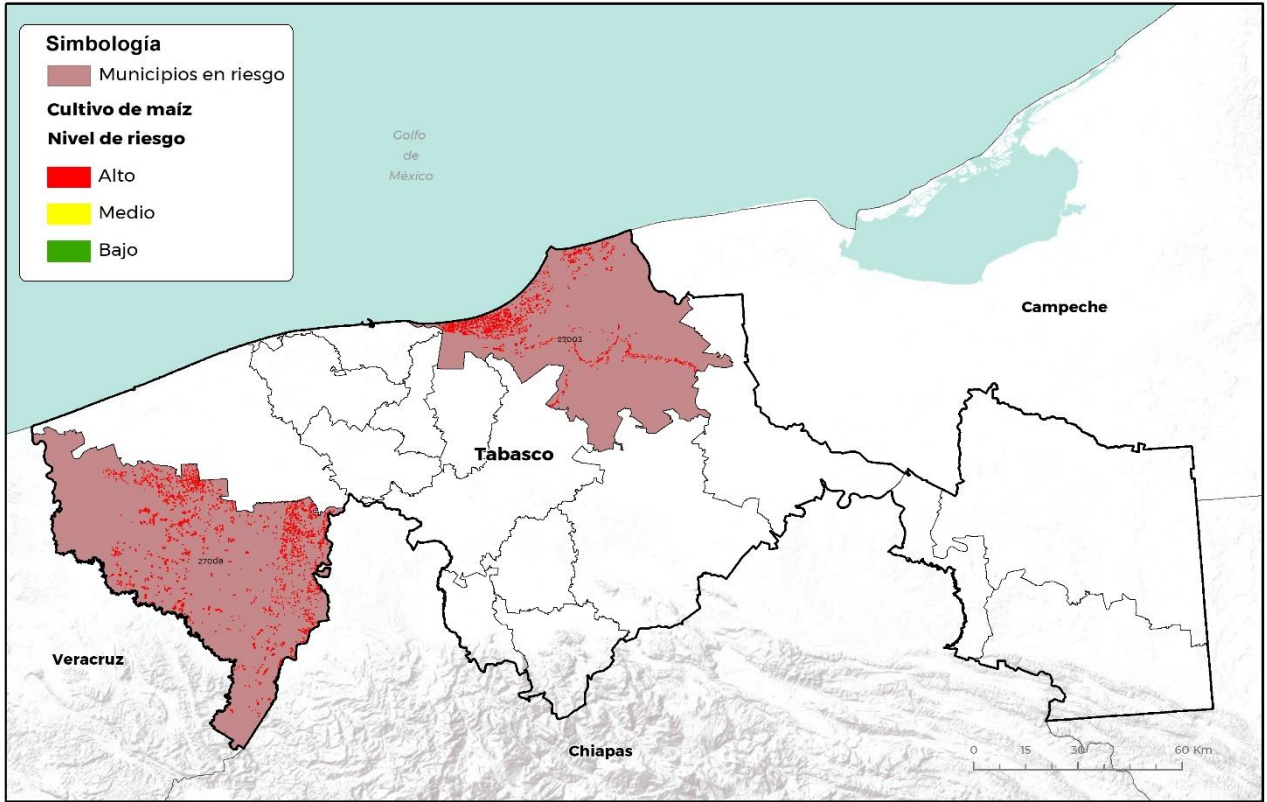 Simbología
Municipios en riesgo
Cultivo de maíz
Nivel de riesgo
Alto
Medio
Bajo
Golfo
de
México
Campeche
27003
Tabasco
27008
Veracruz
Chiapas
0 15 30 60 Km